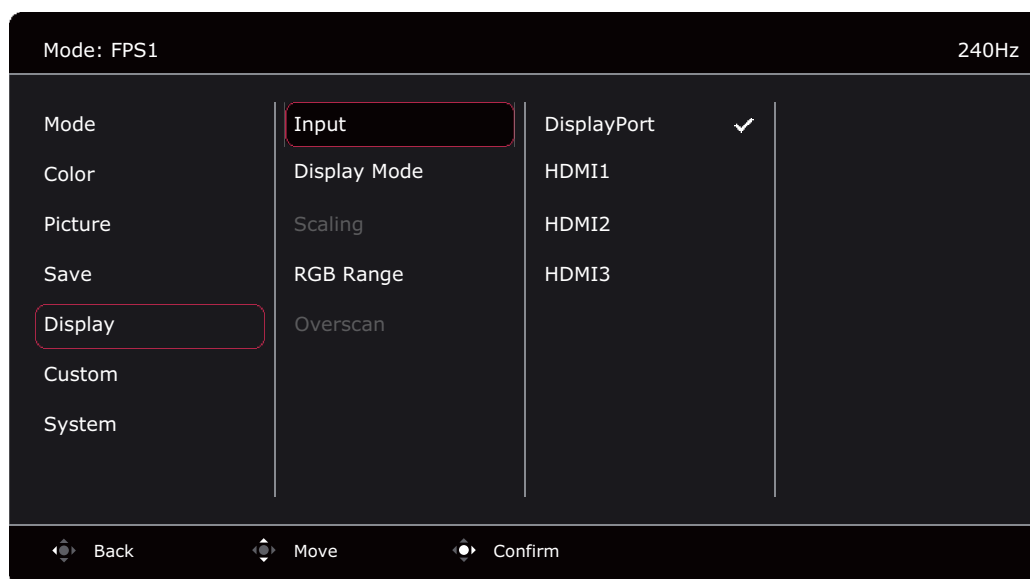 Mode: FPS1
240Hz
Mode
Color
Picture
Save
Display
Custom
System
Input
Display Mode
Scaling
RGB Range
Overscan
DisplayPort
HDMI1
HDMI2
HDMI3
Back
Move
Confirm